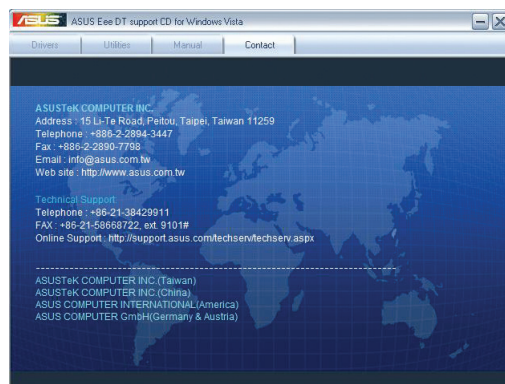 ASUS ASUS Eee DT support CD for Windows Vista
Drivers Utilities Manual Contact
ASUSTeK COMPUTER INC.
Address : 15 Li-Te Road, Peitou, Taipei, Taiwan 11259
Telephone : +886-2-2894-3447
Fax : +886-2-2890-7798
Email : info@asus.com.tw
Web site : http://www.asus.com.tw
Technical Support
Telephone : +86-21-38429911
FAX : +86-21-58668722, ext. 9101#
Online Support : http://support.asus.com/techserv/techserv.aspx
ASUSTeK COMPUTER INC.(Taiwan)
ASUSTeK COMPUTER INC.(China)
ASUS COMPUTER INTERNATIONAL(America)
ASUS COMPUTER GmbH(Germany & Austria)